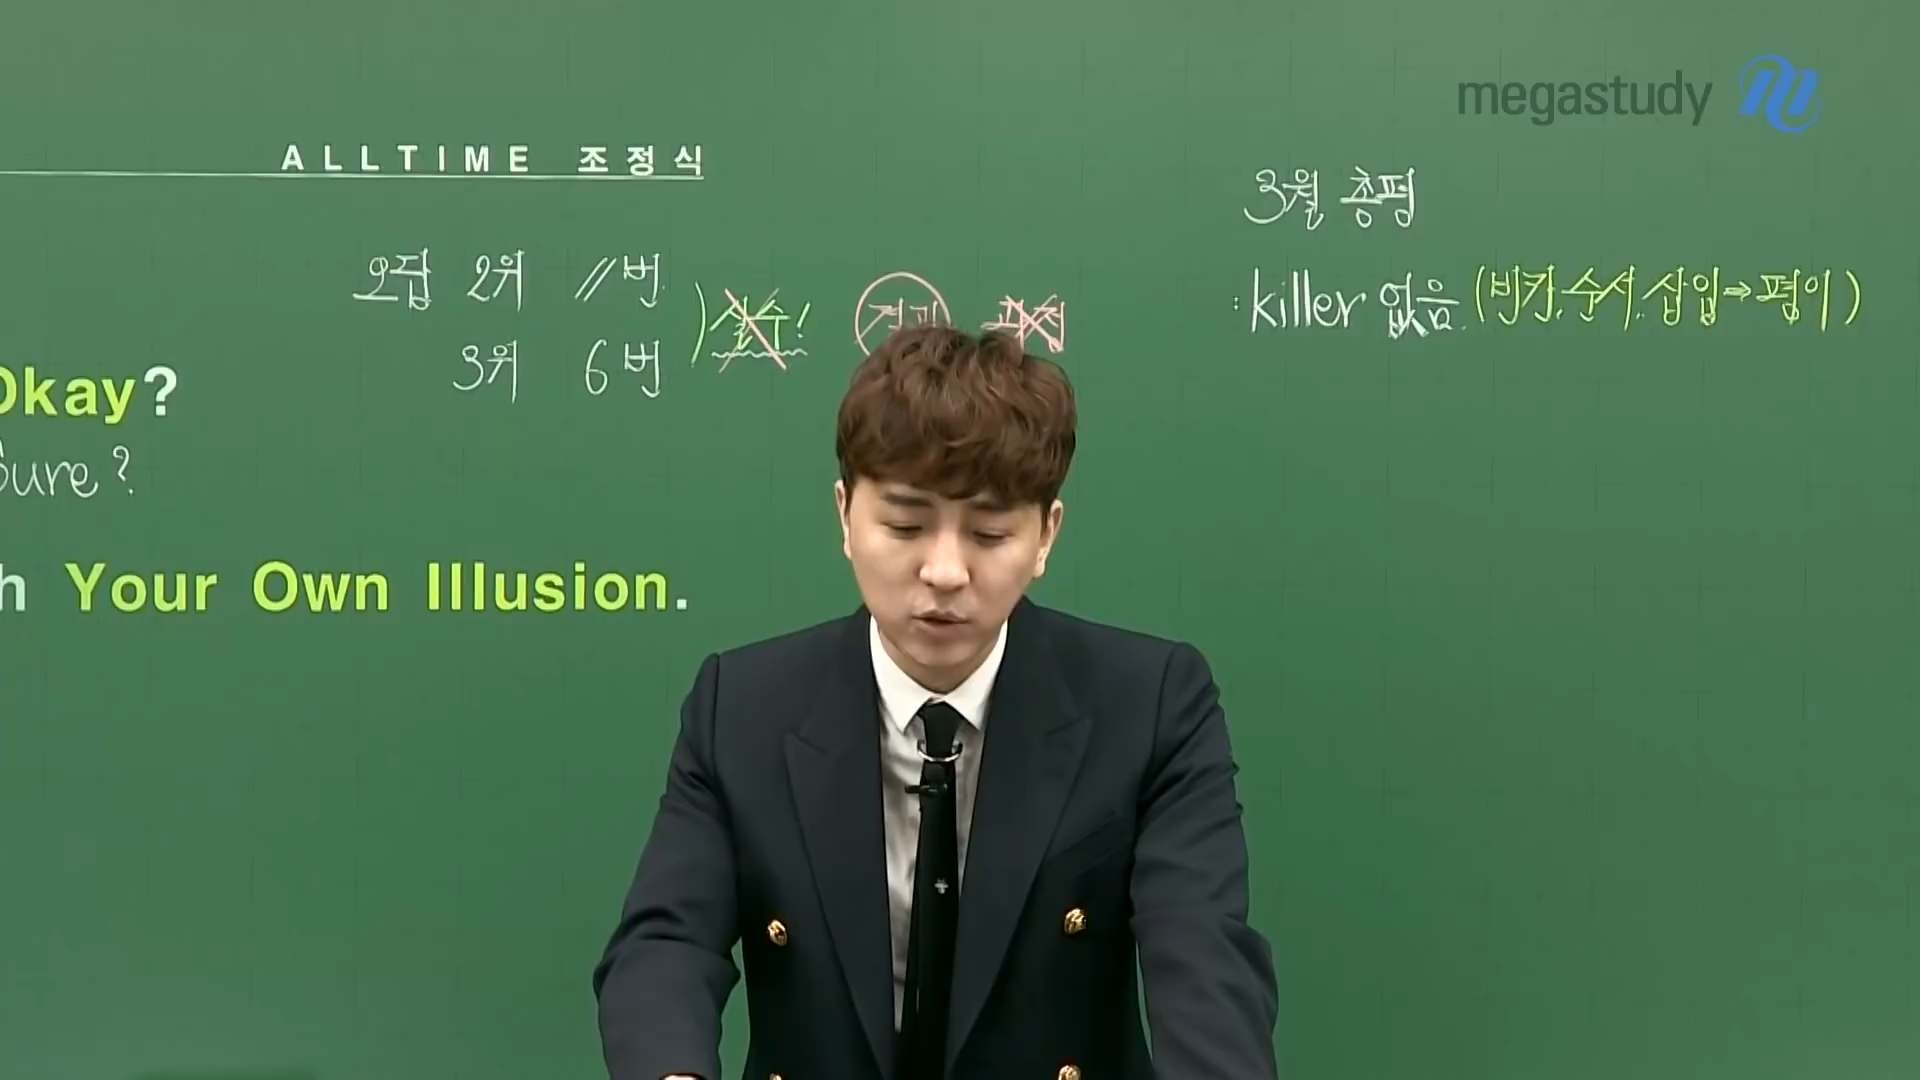 megastudy
ALLTIME 조정식
3월 총평
오답 2위 11번
3위 6번
실수!
killer 없음. (빈칸, 순서, 삽입 ⇒ 평이)
Okay?
Sure?
Your Own Illusion.